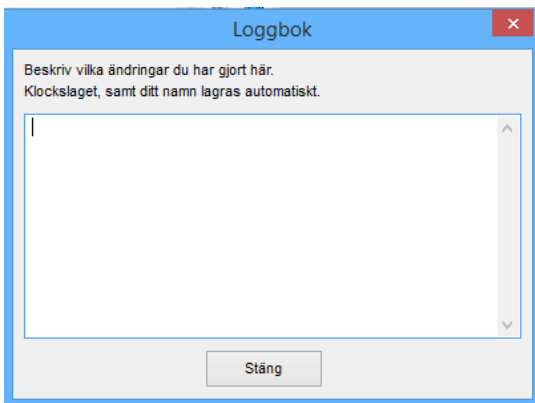 Loggbok
Beskriv vilka ändringar du har gjort här.
Klockslaget, samt ditt namn lagras automatiskt.
Stäng